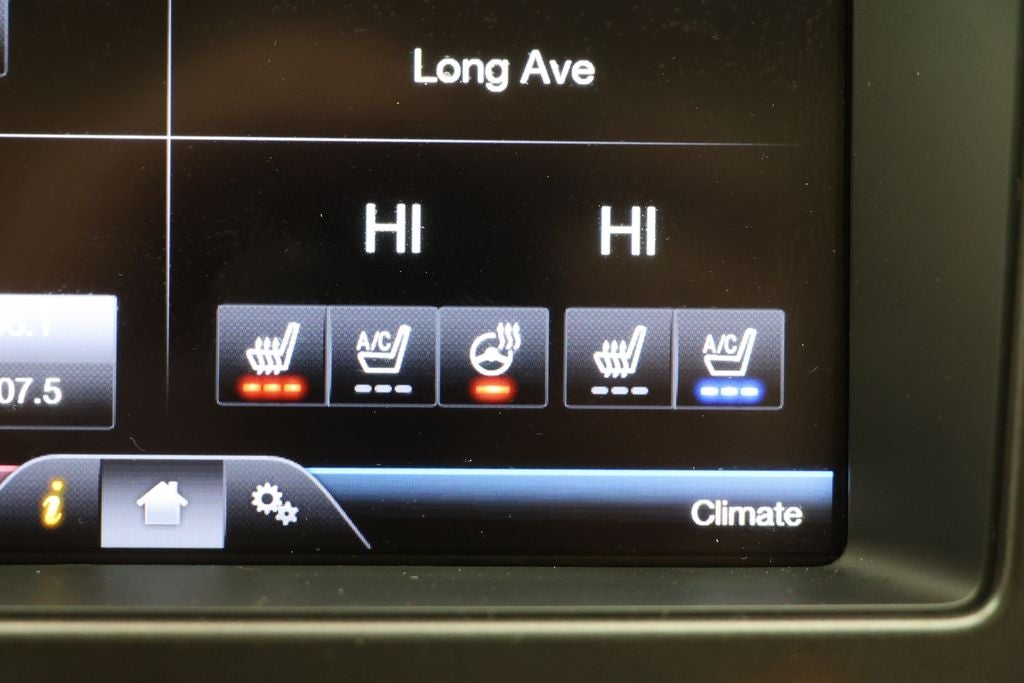 Long Ave
HI HI
A/C A/C
07.5
i
Climate